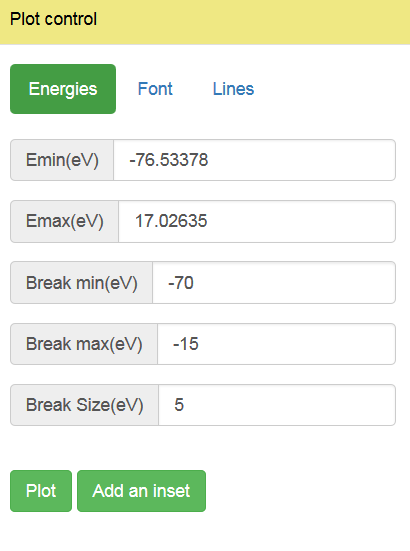 Plot control
Energies Font Lines
Emin(eV) -76.53378
Emax(eV) 17.02635
Break min(eV) -70
Break max(eV) -15
Break Size(eV) 5
Plot Add an inset